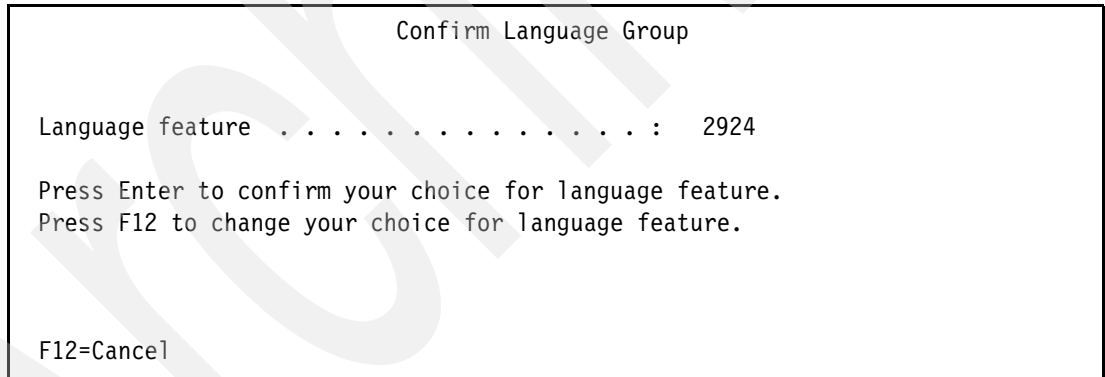 Confirm Language Group
Language feature . . . . . . . . . . . . . . : 2924
Press Enter to confirm your choice for language feature.
Press F12 to change your choice for language feature.
F12=Cancel